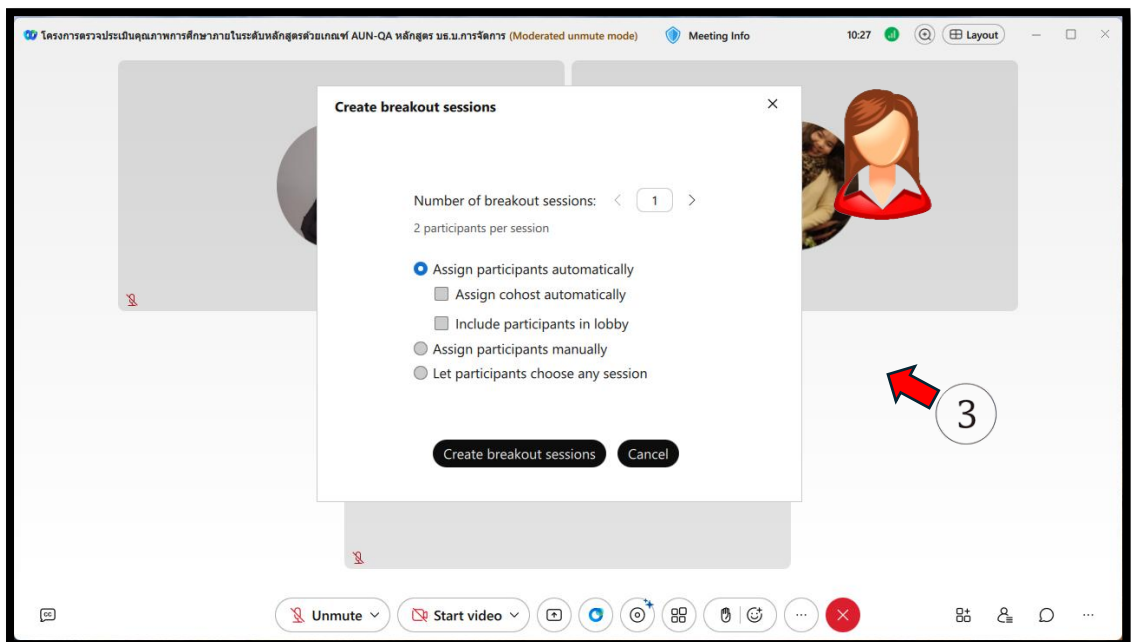 โครงการตรวจประเมินคุณภาพการศึกษาภายในระดับหลักสูตรด้วยเกณฑ์ AUN-QA หลักสูตร บธ.บ.การจัดการ (Moderated unmute mode) Meeting Info 10:27 Layout
Create breakout sessions
Number of breakout sessions: 1
2 participants per session
Assign participants automatically
Assign cohost automatically
Include participants in lobby
Assign participants manually
Let participants choose any session
3
Create breakout sessions Cancel
CC Unmute Start video